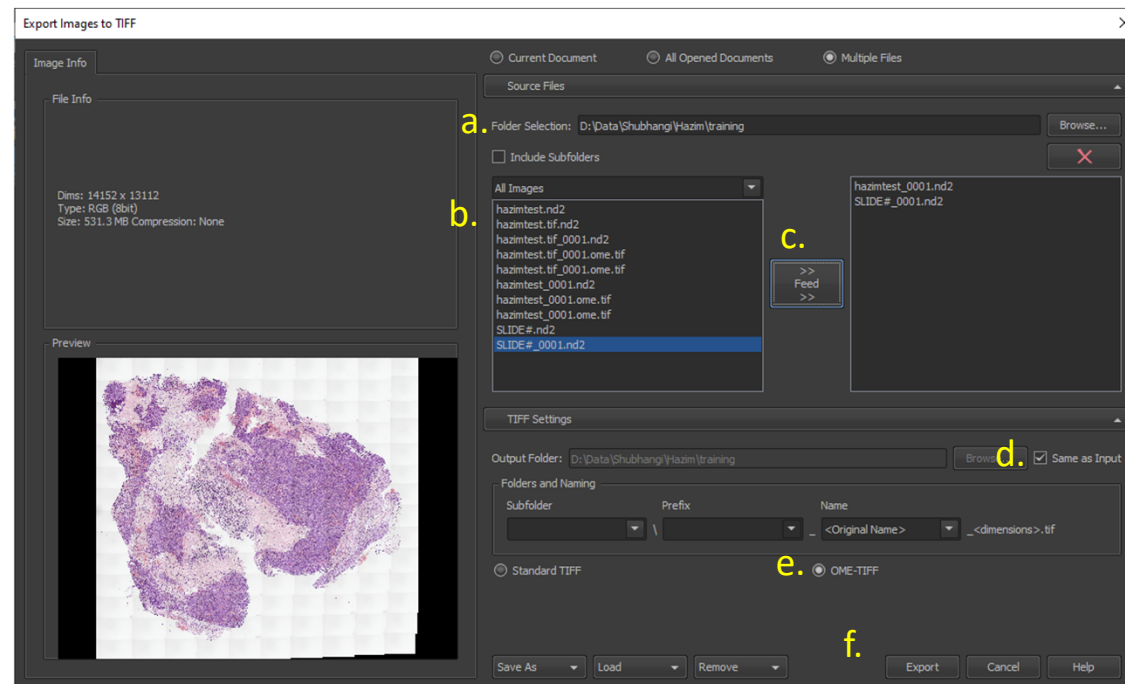 Export Images to TIFF
Image Info
File Info
Dims: 14152 x 13112
Type: RGB (8bit)
Size: 531.3 MB Compression: None
Preview
Current Document All Opened Documents Multiple Files
Source Files
a. Folder Selection: D:\Data\Shubhangi\Hazim\training Browse...
Include Subfolders
b. All Images
hazimtest.nd2
hazimtest.tif.nd2
hazimtest.tif_0001.nd2
hazimtest.tif_0001.ome.tif
hazimtest.tif_0001.ome.tif
hazimtest_0001.nd2
hazimtest_0001.ome.tif
hazimtest_0001.ome.tif
SLIDE#.nd2
SLIDE#_0001.nd2
c.
>>
Feed
>>
hazimtest_0001.nd2
SLIDE#_0001.nd2
TIFF Settings
Output Folder: D:\Data\Shubhangi\Hazim\training Browse... d. Same as Input
Folders and Naming
Subfolder Prefix Name
\ _ <Original Name> _<dimensions>.tif
Standard TIFF e. OME-TIFF
f.
Save As Load Remove Export Cancel Help